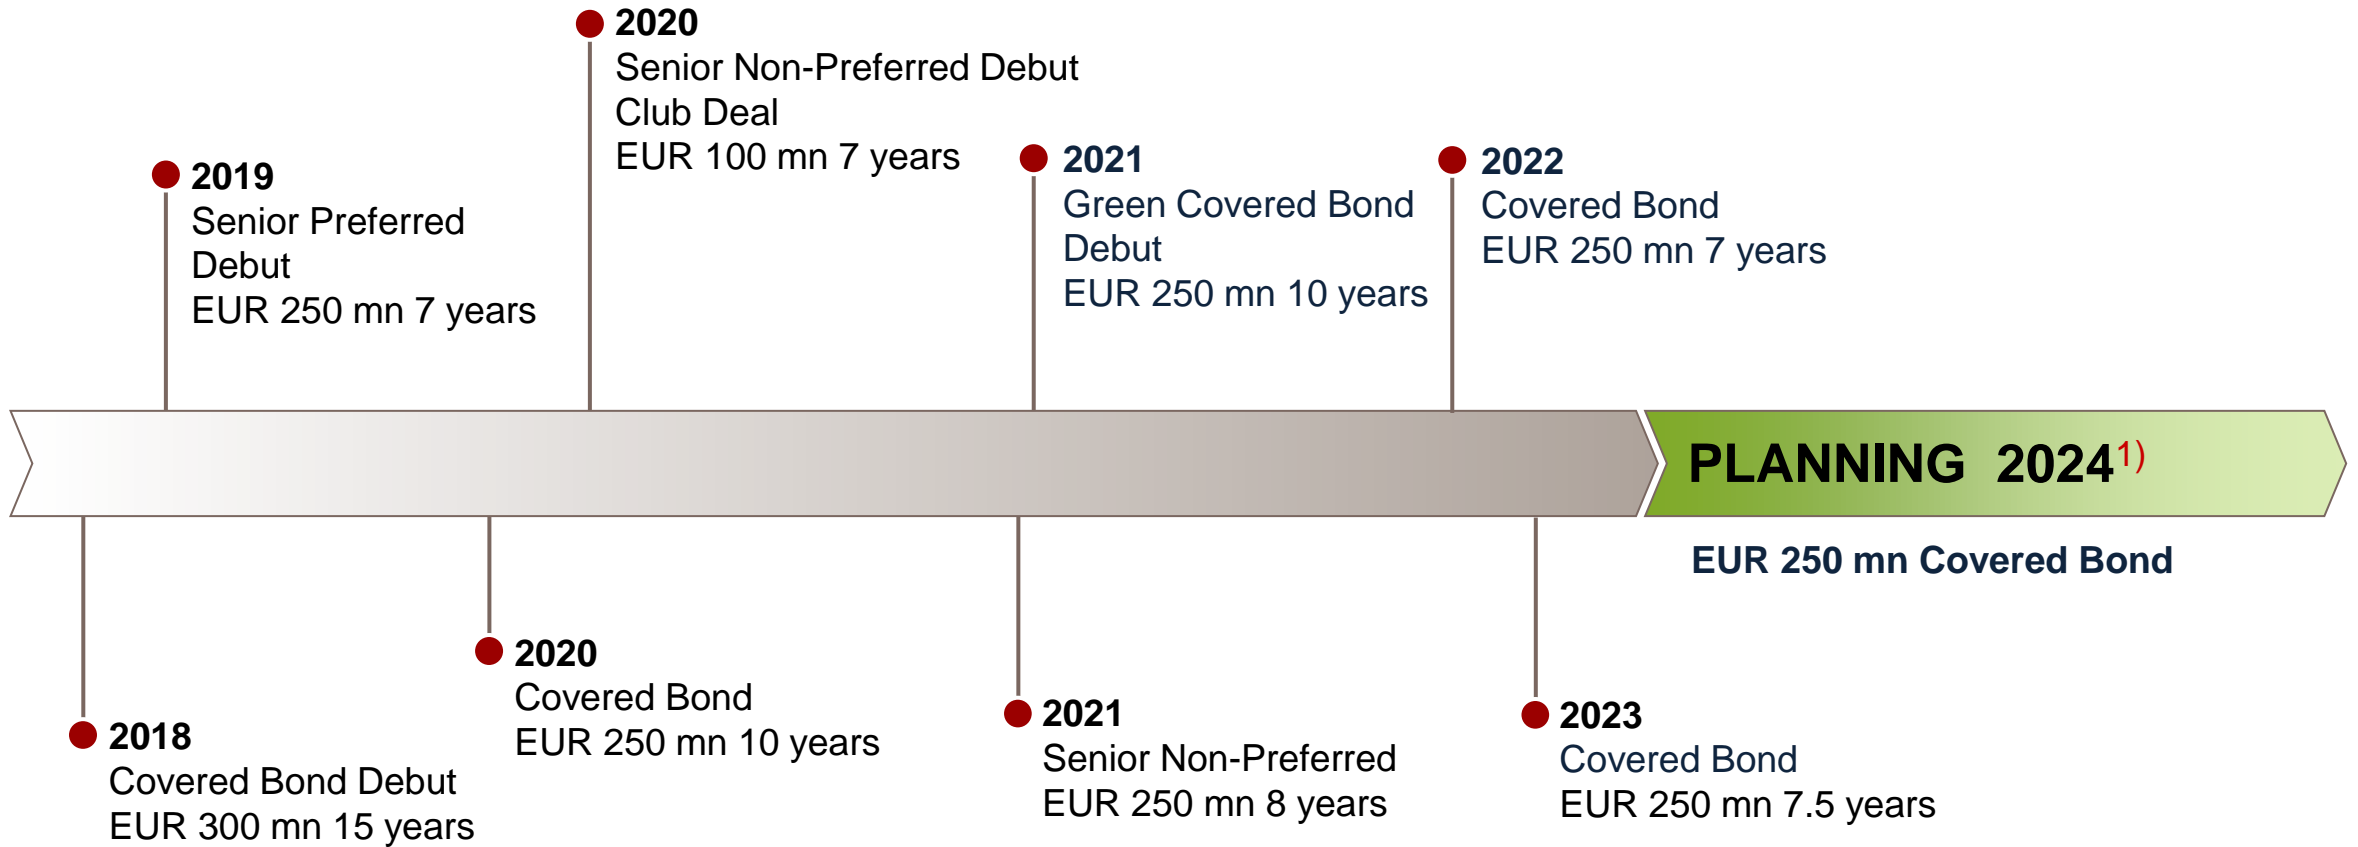 2020
Senior Non-Preferred Debut
Club Deal
EUR 100 mn 7 years
2019
Senior Preferred
Debut
EUR 250 mn 7 years
2021
Green Covered Bond
Debut
EUR 250 mn 10 years
2022
Covered Bond
EUR 250 mn 7 years
PLANNING 2024¹⁾
EUR 250 mn Covered Bond
2018
Covered Bond Debut
EUR 300 mn 15 years
2020
Covered Bond
EUR 250 mn 10 years
2021
Senior Non-Preferred
EUR 250 mn 8 years
2023
Covered Bond
EUR 250 mn 7.5 years